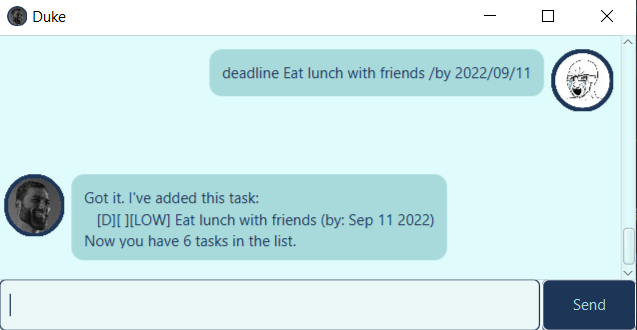 Duke
deadline Eat lunch with friends /by 2022/09/11
Got it. I've added this task:
[D][ ][LOW] Eat lunch with friends (by: Sep 11 2022)
Now you have 6 tasks in the list.
Send